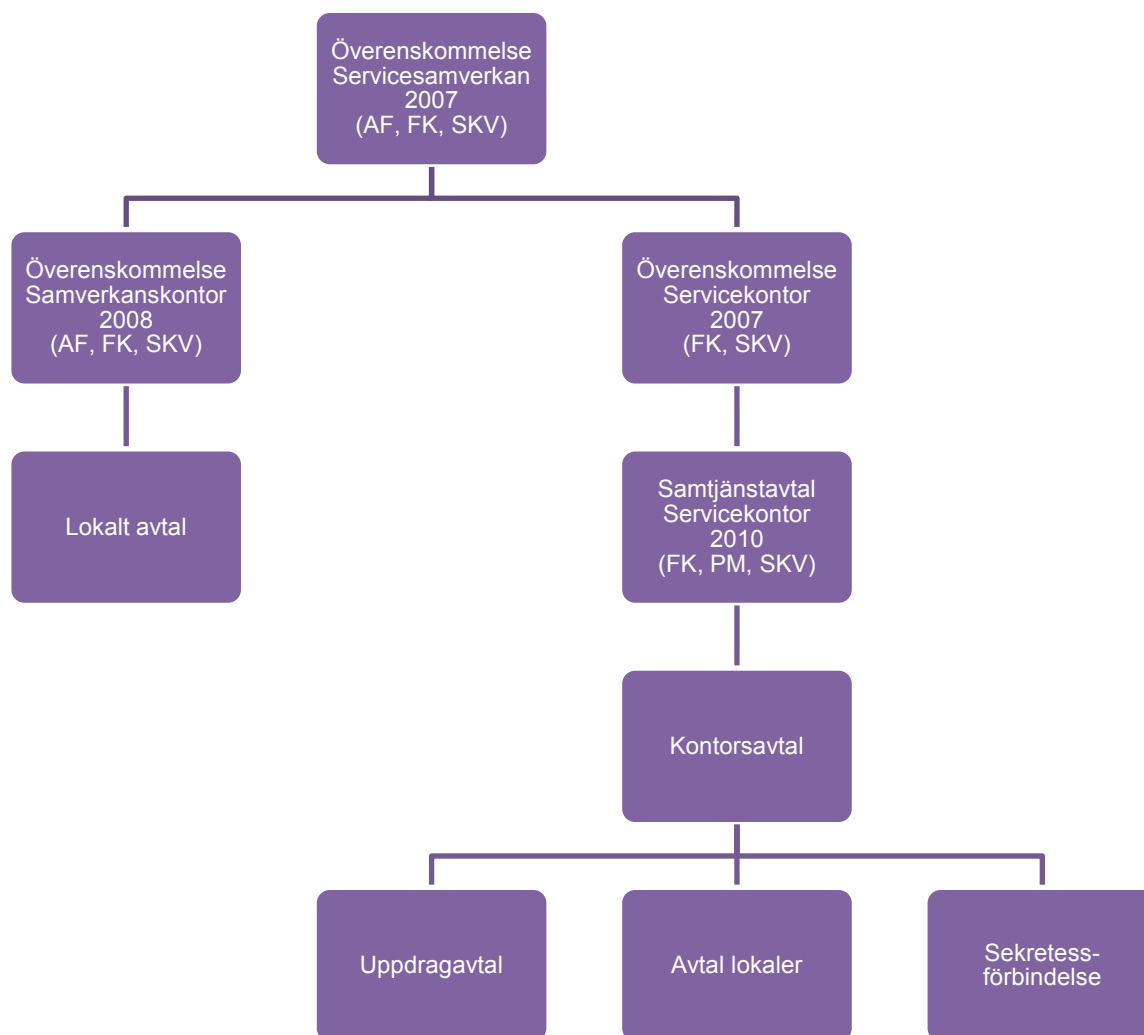 Överenskommelse
Servicesamverkan
2007
(AF, FK, SKV)
Överenskommelse
Samverkanskontor
2008
(AF, FK, SKV)
Överenskommelse
Servicekontor
2007
(FK, SKV)
Lokalt avtal
Samtjänstavtal
Servicekontor
2010
(FK, PM, SKV)
Kontorsavtal
Uppdragavtal
Avtal lokaler
Sekretess-
förbindelse